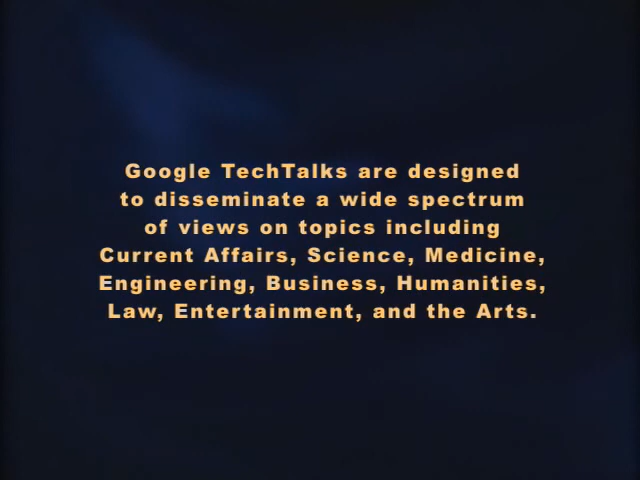 Google TechTalks are designed
to disseminate a wide spectrum
of views on topics including
Current Affairs, Science, Medicine,
Engineering, Business, Humanities,
Law, Entertainment, and the Arts.